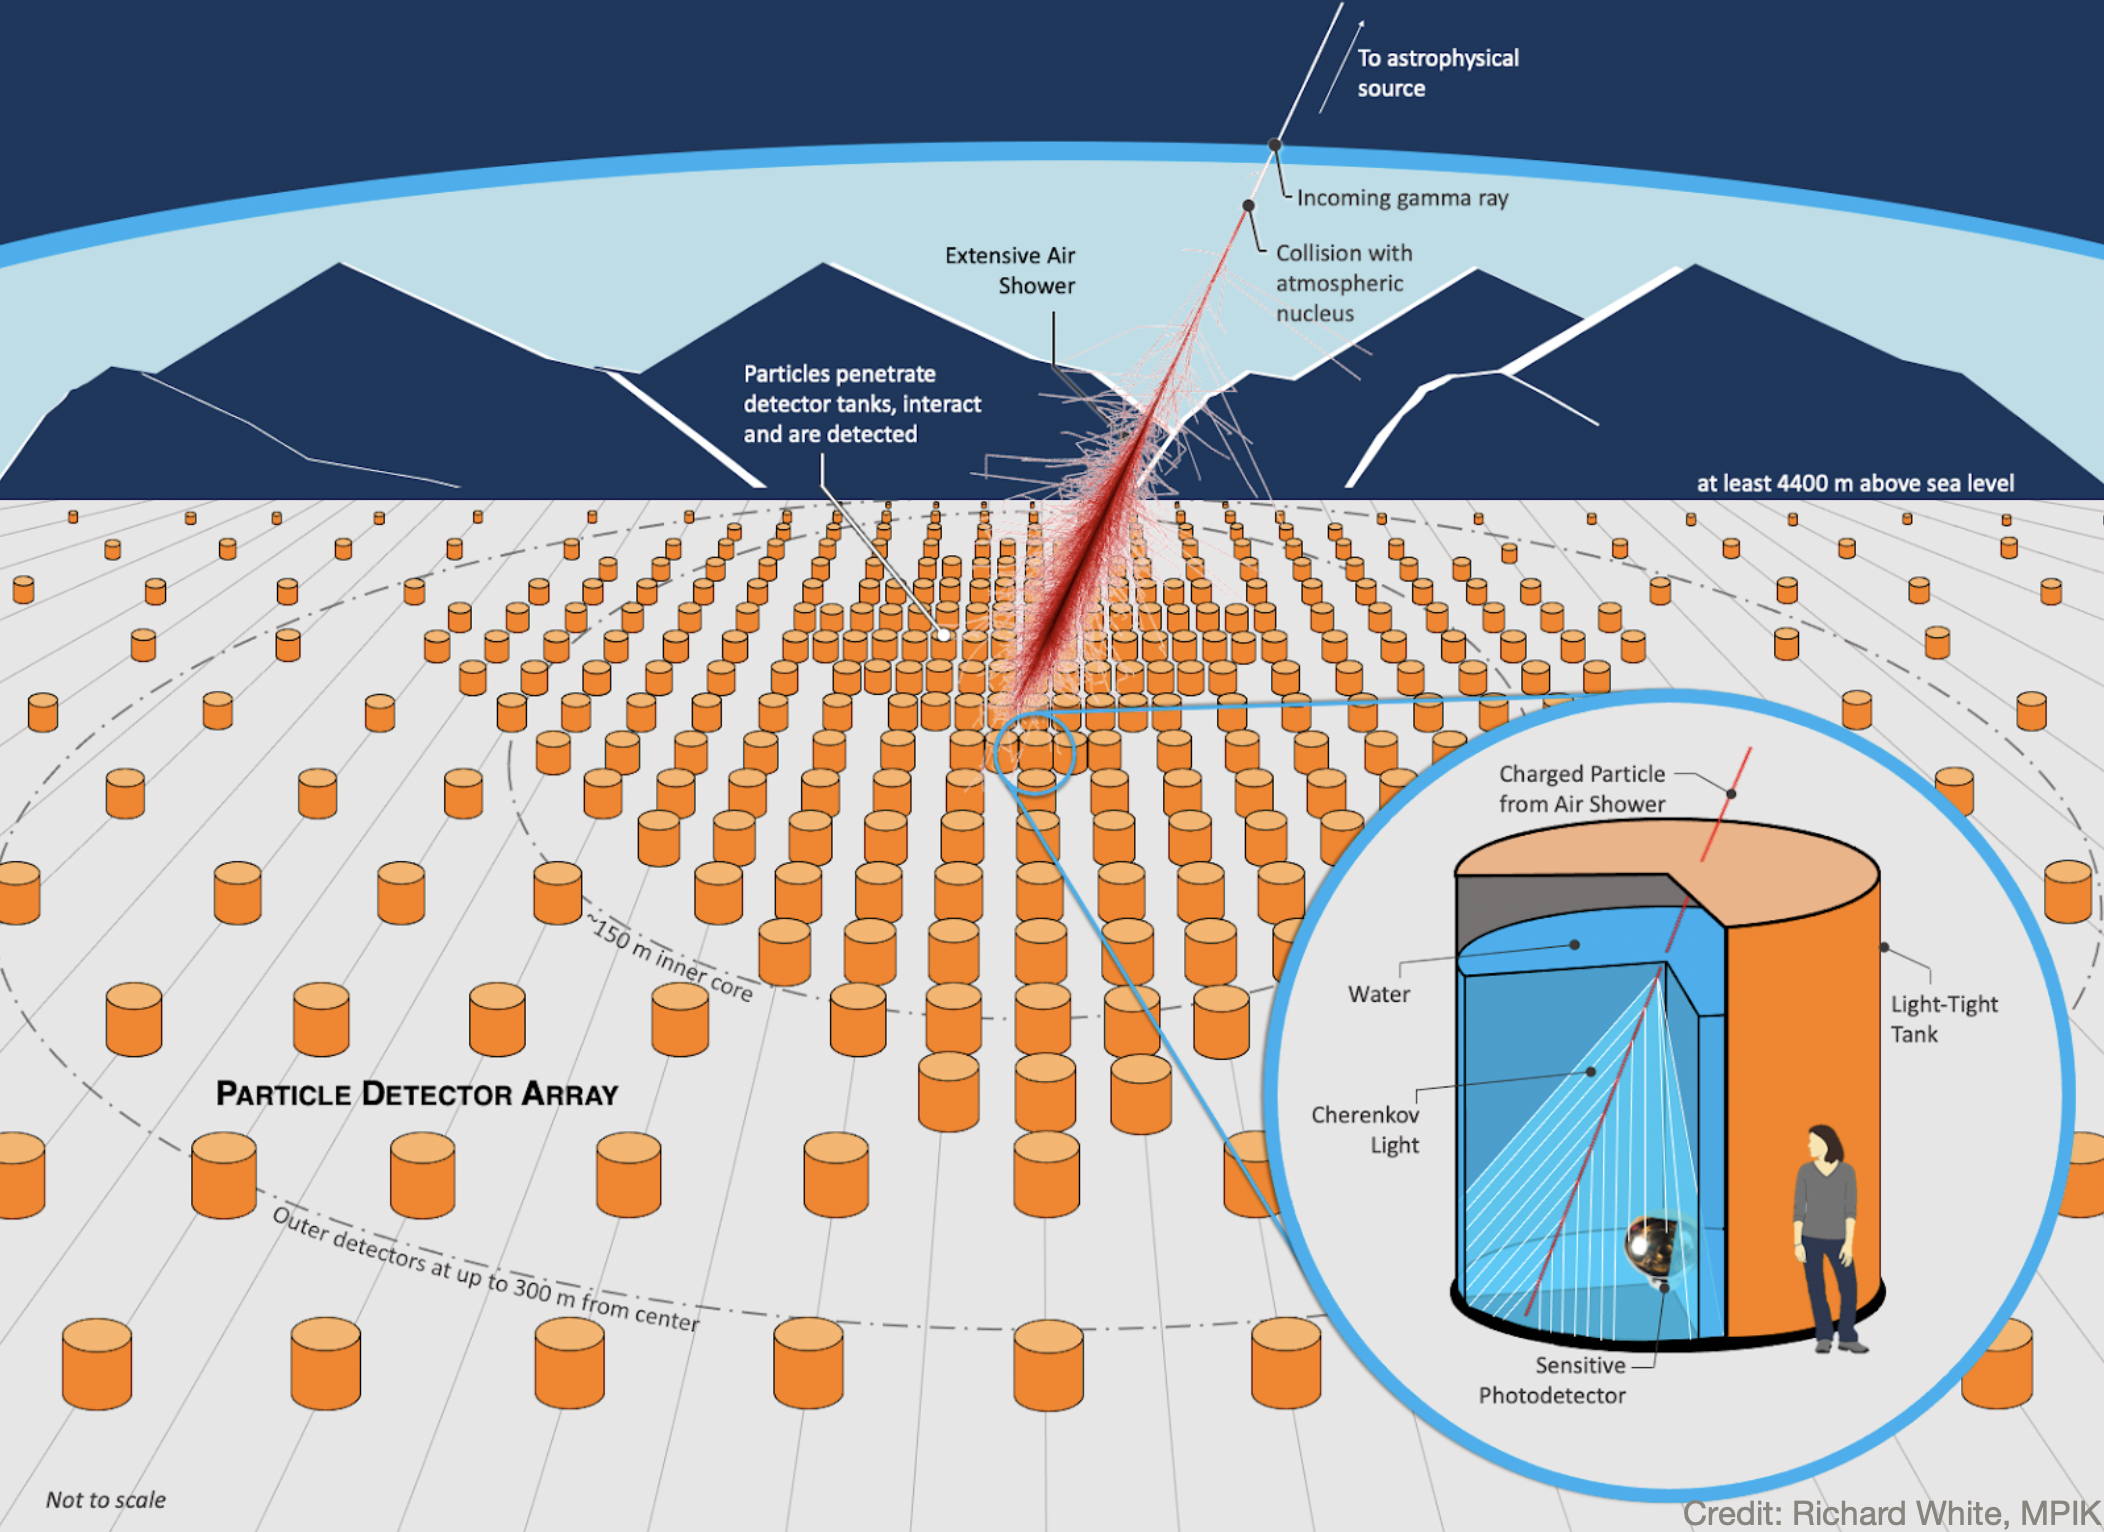 To astrophysical
source
Incoming gamma ray
Collision with
atmospheric
nucleus
Extensive Air
Shower
Particles penetrate
detector tanks, interact
and are detected
at least 4400 m above sea level
Charged Particle
from Air Shower
Water
Light-Tight
Tank
Cherenkov
Light
Sensitive
Photodetector
~150 m inner core
PARTICLE DETECTOR ARRAY
Outer detectors at up to 300 m from center
Not to scale
Credit: Richard White, MPIK